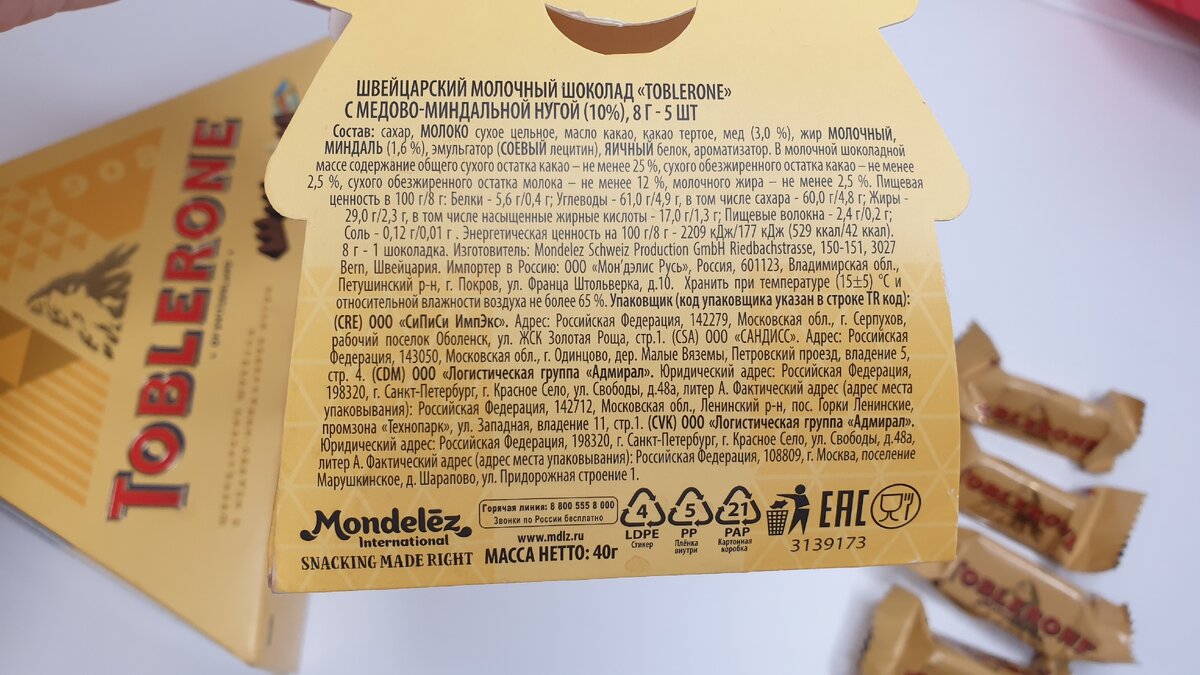 ШВЕЙЦАРСКИЙ МОЛОЧНЫЙ ШОКОЛАД «TOBLERONE»
С МЕДОВО-МИНДАЛЬНОЙ НУГОЙ (10%), 8 Г - 5 ШТ
Состав: сахар, МОЛОКО сухое цельное, масло какао, какао тертое, мед (3,0 %), жир МОЛОЧНЫЙ,
МИНДАЛЬ (1,6 %), эмульгатор (СОЕВЫЙ лецитин), ЯИЧНЫЙ белок, ароматизатор. В молочной шоколадной
массе содержание общего сухого остатка какао – не менее 25 %, сухого обезжиренного остатка какао – не менее
2,5 %, сухого обезжиренного остатка молока – не менее 12 %, молочного жира – не менее 2,5 %. Пищевая
ценность в 100 г/8 г: Белки - 5,6 г/0,4 г; Углеводы - 61,0 г/4,9 г, в том числе сахара - 60,0 г/4,8 г; Жиры -
29,0 г/2,3 г, в том числе насыщенные жирные кислоты - 17,0 г/1,3 г; Пищевые волокна - 2,4 г/0,2 г;
Соль - 0,12 г/0,01 г . Энергетическая ценность на 100 г/8 г - 2209 кДж/177 кДж (529 ккал/42 ккал).
8 г - 1 шоколадка. Изготовитель: Mondelez Schweiz Production GmbH Riedbachstrasse, 150-151, 3027
Bern, Швейцария. Импортер в Россию: ООО «Мон’дэлис Русь», Россия, 601123, Владимирская обл.,
Петушинский р-н, г. Покров, ул. Франца Штольверка, д.10. Хранить при температуре (15±5) °С и
относительной влажности воздуха не более 65 %. Упаковщик (код упаковщика указан в строке TR код):
(CRE) ООО «СиПиСи ИмпЭкс». Адрес: Российская Федерация, 142279, Московская обл., г. Серпухов,
рабочий поселок Оболенск, ул. ЖСК Золотая Роща, стр.1. (CSA) ООО «САНДИСС». Адрес: Российская
Федерация, 143050, Московская обл., г. Одинцово, дер. Малые Вяземы, Петровский проезд, владение 5,
стр. 4. (CDM) ООО «Логистическая группа «Адмирал». Юридический адрес: Российская Федерация,
198320, г. Санкт-Петербург, г. Красное Село, ул. Свободы, д.48а, литер А. Фактический адрес (адрес места
упаковывания): Российская Федерация, 142712, Московская обл., Ленинский р-н, пос. Горки Ленинские,
промзона «Технопарк», ул. Западная, владение 11, стр.1. (CVK) ООО «Логистическая группа «Адмирал».
Юридический адрес: Российская Федерация, 198320, г. Санкт-Петербург, г. Красное Село, ул. Свободы, д.48а,
литер А. Фактический адрес (адрес места упаковывания): Российская Федерация, 108809, г. Москва, поселение
Марушкинское, д. Шарапово, ул. Придорожная строение 1.
Mondelēz,
International
SNACKING MADE RIGHT
Горячая линия: 8 800 555 8 000
Звонки по России бесплатно
www.mdlz.ru
МАССА НЕТТО: 40г
4
LDPE
Стикер
5
PP
Плёнка
внутри
21
PAP
Картонная
коробка
EAC
3139173
TOBLERONE
TOBLERONE
TOBLERONE
TOBLERONE